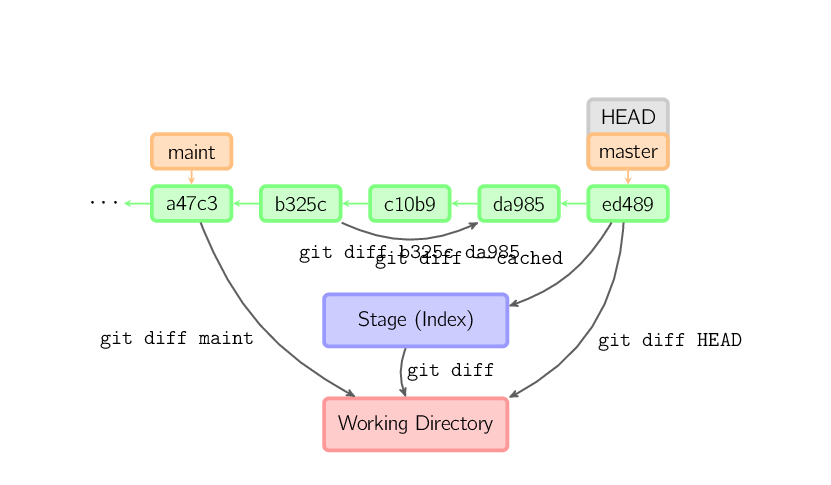 HEAD
maint
master
...
a47c3
b325c
c10b9
da985
ed489
git diff b325c da985
git diff --cached
Stage (Index)
git diff maint
git diff HEAD
git diff
Working Directory